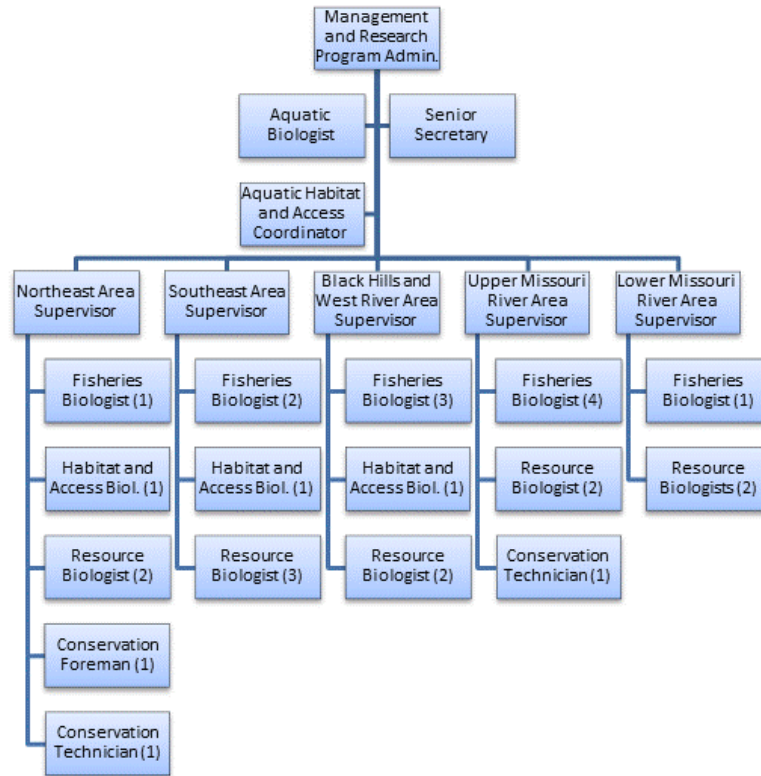 Management
and Research
Program Admin.
Aquatic
Biologist
Senior
Secretary
Aquatic Habitat
and Access
Coordinator
Northeast Area
Supervisor
Southeast Area
Supervisor
Black Hills and
West River Area
Supervisor
Upper Missouri
River Area
Supervisor
Lower Missouri
River Area
Supervisor
Fisheries
Biologist (1)
Fisheries
Biologist (2)
Fisheries
Biologist (3)
Fisheries
Biologist (4)
Fisheries
Biologist (1)
Habitat and
Access Biol. (1)
Habitat and
Access Biol. (1)
Habitat and
Access Biol. (1)
Resource
Biologist (2)
Resource
Biologists (2)
Resource
Biologist (2)
Resource
Biologist (3)
Resource
Biologist (2)
Conservation
Technician (1)
Conservation
Foreman (1)
Conservation
Technician (1)